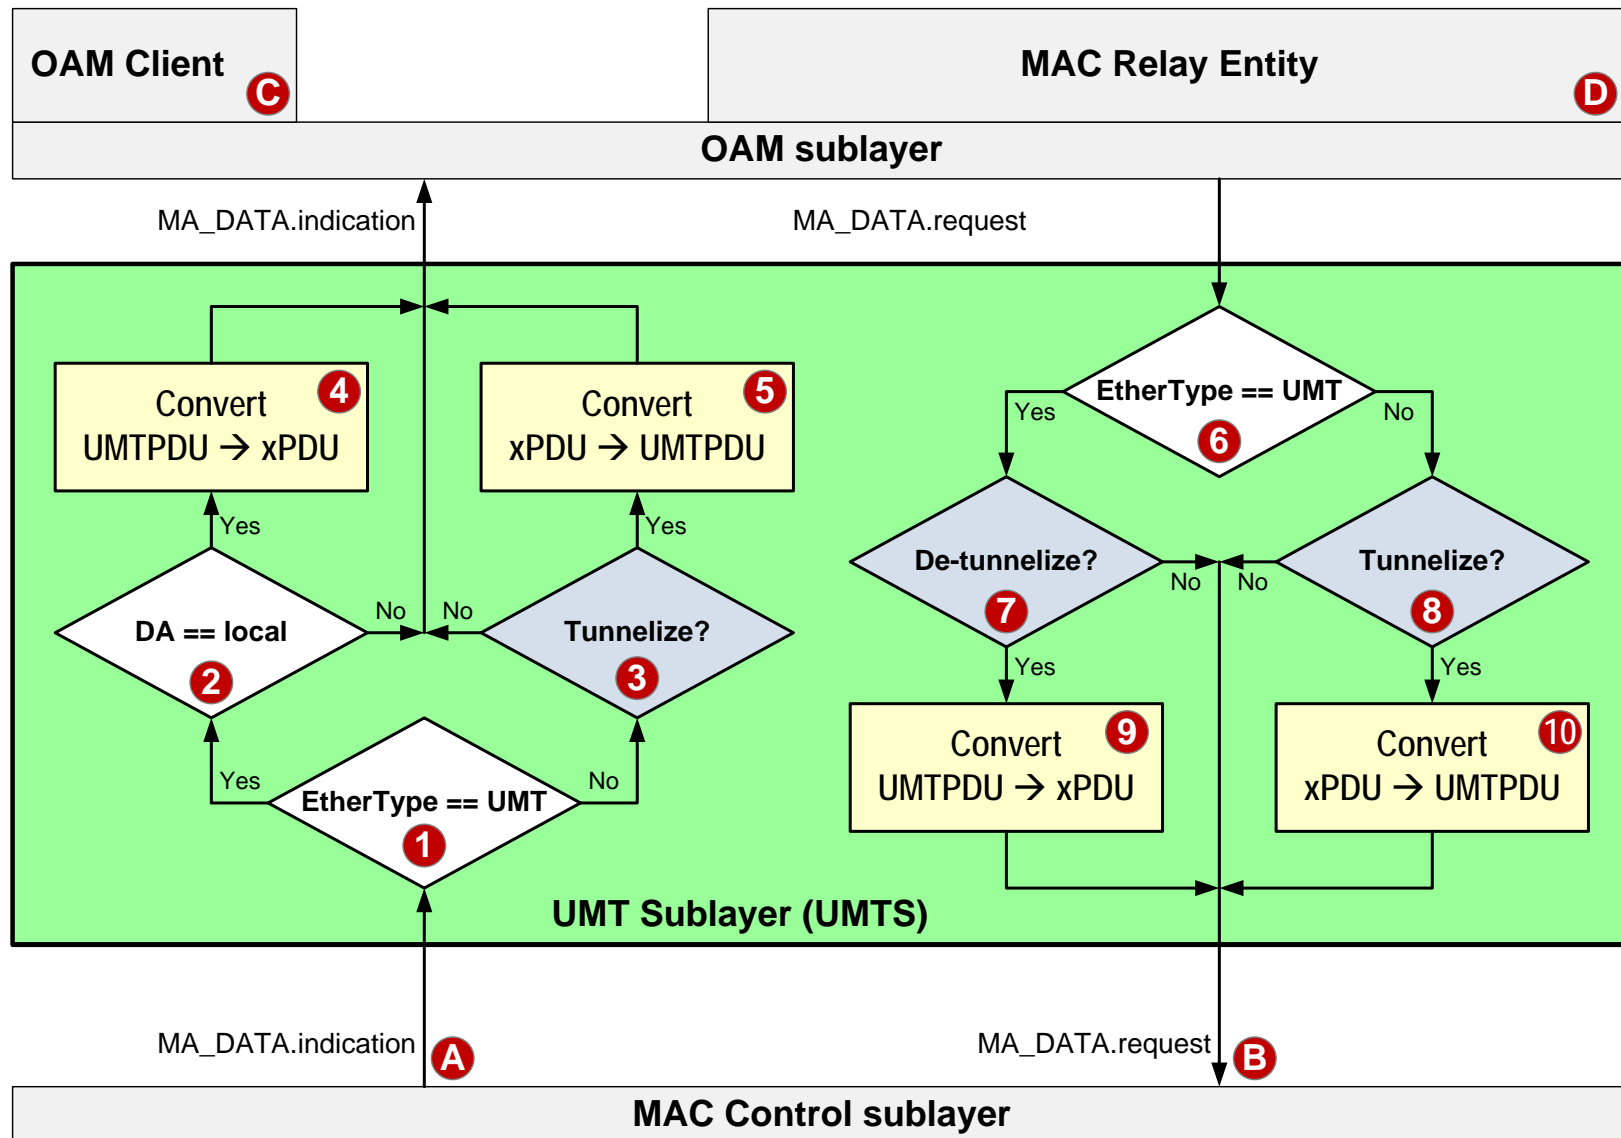 OAM Client
C
MAC Relay Entity
D
OAM sublayer
MA_DATA.indication
MA_DATA.request
Convert
4
UMTPDU → xPDU
Convert
5
xPDU → UMTPDU
EtherType == UMT
6
Yes
No
Yes
Yes
De-tunnelize?
7
No
Tunnelize?
8
No
DA == local
2
No
Tunnelize?
3
No
Yes
Yes
Convert
9
UMTPDU → xPDU
Convert
10
xPDU → UMTPDU
EtherType == UMT
1
Yes
No
UMT Sublayer (UMTS)
MA_DATA.indication
A
MA_DATA.request
B
MAC Control sublayer